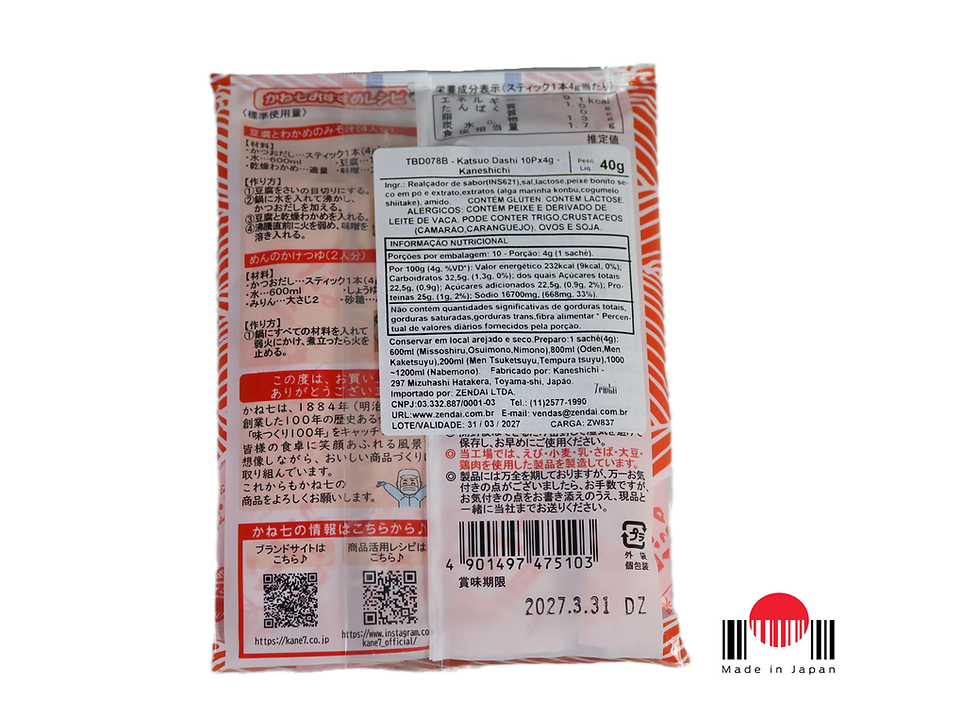 かね七おすすめレシピ
〈標準使用量〉
豆腐とわかめのみそ汁(4人分)
【材料】
・かつおだし…スティック1本(4g
・水…600ml ・豆腐…
・乾燥わかめ…適量 ・味噌…
【作り方】
①豆腐をさいの目切りにする。
②鍋に水を入れて沸かし、
かつおだしを加える。
③豆腐と乾燥わかめを入れる。
④沸騰直前に火を弱め、味噌を
溶き入れる。
めんのかけつゆ(2人分)
【材料】
・かつおだし…スティック1本(4g
・水…600ml ・しょうゆ
・みりん…大さじ2 ・砂糖…
【作り方】
①鍋にすべての材料を入れて
弱火にかけ、煮立ったら火を
止める。
この度は、お買い上
ありがとうござい
かね七は、1884年(明治
創業した100年の歴史ある
「味つくり100年」をキャッチ
皆様の食卓に笑顔あふれる風景
想像しながら、おいしい商品づくり
取り組んでいます。
これからもかね七の
商品をよろしくお願いします。
かね七の情報はこちらから♪
ブランドサイトは
こちら♪
商品活用レシピは
こちら♪
https://kane7.co.jp
https://www.instagram.co
kane7_official/
栄養成分表示(スティック1本4g当たり)
推定値
TBD078B - Katsuo Dashi 10Px4g -
Kaneshichi
Peso
Liq. 40g
Ingr.: Realçador de sabor(INS621),sal,lactose,peixe bonito se-
co em pó e extrato,extratos (alga marinha konbu,cogumelo
shiitake), amido. CONTÉM GLÚTEN. CONTÉM LACTOSE.
ALÉRGICOS: CONTÉM PEIXE E DERIVADO DE
LEITE DE VACA. PODE CONTER TRIGO,CRUSTÁCEOS
(CAMARÃO,CARANGUEJO), OVOS E SOJA.
INFORMAÇÃO NUTRICIONAL
Porções por embalagem: 10 - Porção: 4g (1 sachê).
Por 100g (4g, %VD*): Valor energético 232kcal (9kcal, 0%);
Carboidratos 32,5g, (1,3g, 0%); dos quais Açúcares totais
22,5g, (0,9g); Açúcares adicionados 22,5g, (0,9g, 2%); Pro-
teínas 25g, (1g, 2%); Sódio 16700mg, (668mg, 33%).
Não contém quantidades significativas de gorduras totais,
gorduras saturadas,gorduras trans,fibra alimentar * Percen-
tual de valores diários fornecidos pela porção.
Conservar em local arejado e seco.Preparo:1 sachê(4g):
600ml (Missoshiru,Osuimono,Nimono),800ml (Oden,Men
Kaketsuyu),200ml (Men Tsuketsuyu,Tempura tsuyu),1000
~1200ml (Nabemono). Fabricado por: Kaneshichi -
297 Mizuhashi Hatakera, Toyama-shi, Japão.
Importado por: ZENDAI LTDA.
Zendai
CNPJ:03.332.887/0001-03 Tel.: (11)2577-1990
URL:www.zendai.com.br E-mail: vendas@zendai.com.br
LOTE/VALIDADE: 31 / 03 / 2027 CARGA: ZW837
保存し、お早めにご使用ください。
◎当工場では、えび・小麦・乳・さば・大豆・
鶏肉を使用した製品を製造しています。
◎製品には万全を期しておりますが、万一お気
付きの点がございましたら、お手数ですが、
お気付きの点をお書き添えのうえ、現品と
一緒に当社までお送りください。
4 901497 475103
プラ
外 袋
個包装
賞味期限
2027.3.31 DZ
Made in Japan